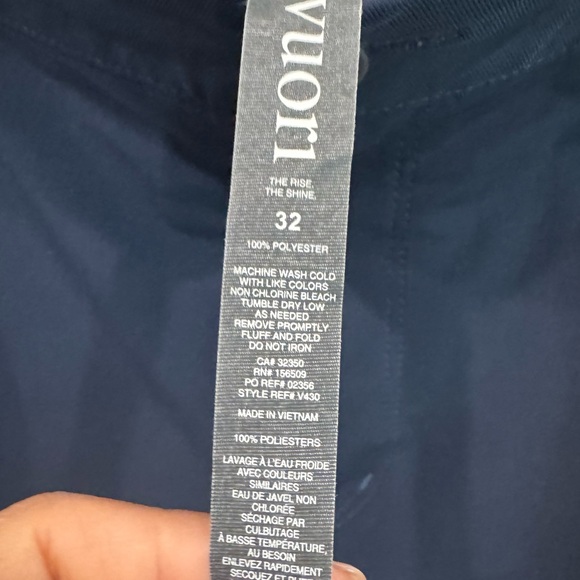 vuori
THE RISE.
THE SHINE.
32
100% POLYESTER
MACHINE WASH COLD
WITH LIKE COLORS
NON CHLORINE BLEACH
TUMBLE DRY LOW
AS NEEDED
REMOVE PROMPTLY
FLUFF AND FOLD
DO NOT IRON
CA# 32350
RN# 156509
PO REF# 02356
STYLE REF# V430
MADE IN VIETNAM
100% POLIESTERS
LAVAGE À L'EAU FROIDE
AVEC COULEURS
SIMILAIRES
EAU DE JAVEL NON
CHLORÉE
SÉCHAGE PAR
CULBUTAGE
À BASSE TEMPÉRATURE,
AU BESOIN
ENLEVEZ RAPIDEMENT
SECOUEZ ET